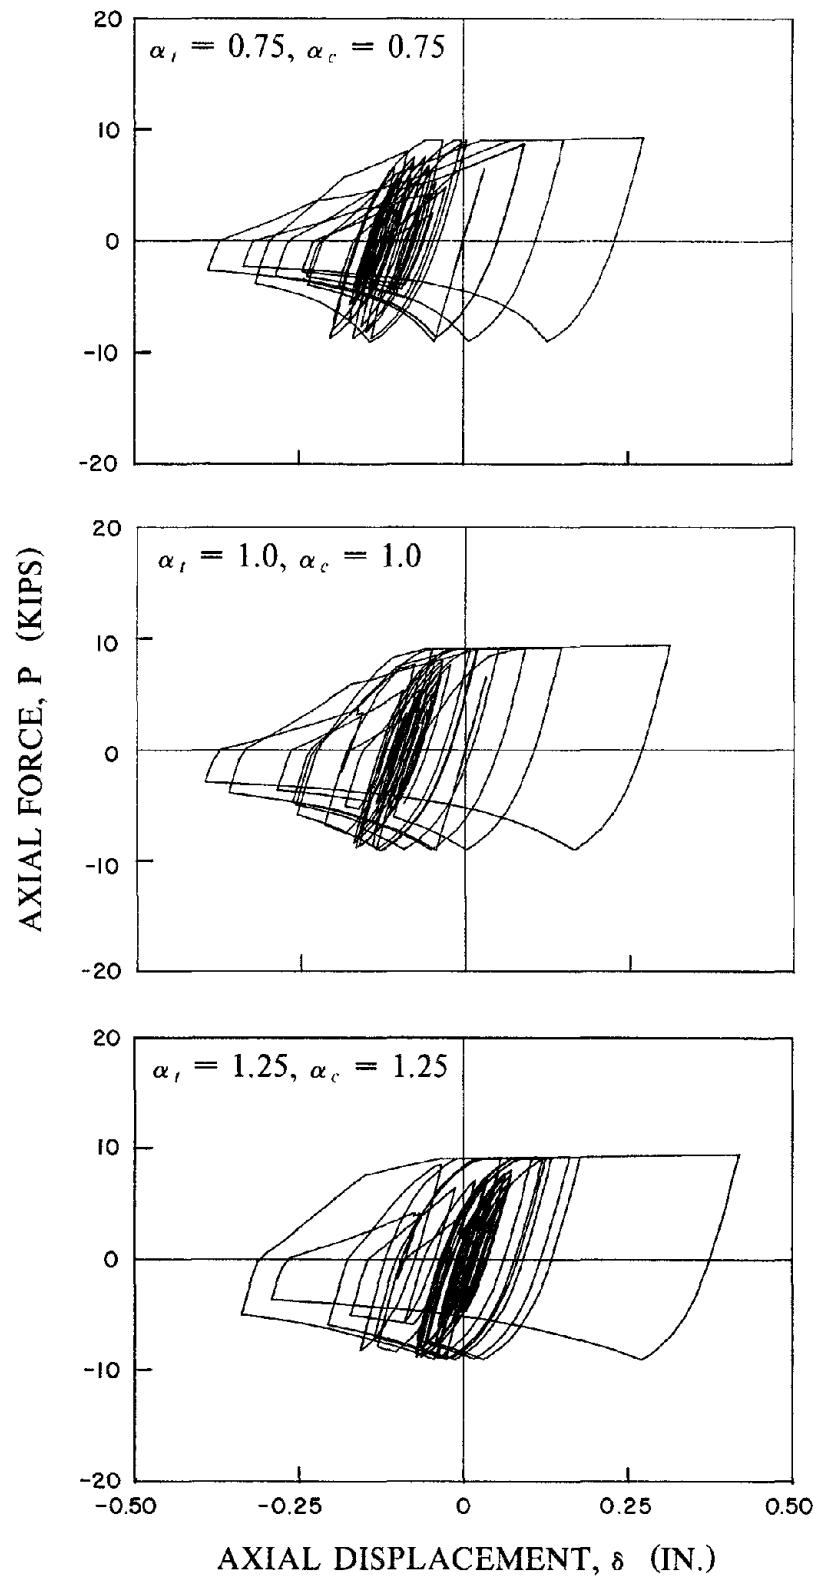 20
α_t = 0.75, α_c = 0.75
10
0
-10
-20
20
α_t = 1.0, α_c = 1.0
10
0
-10
-20
AXIAL FORCE, P (KIPS)
20
α_t = 1.25, α_c = 1.25
10
0
-10
-20
-0.50 -0.25 0 0.25 0.50
AXIAL DISPLACEMENT, δ (IN.)